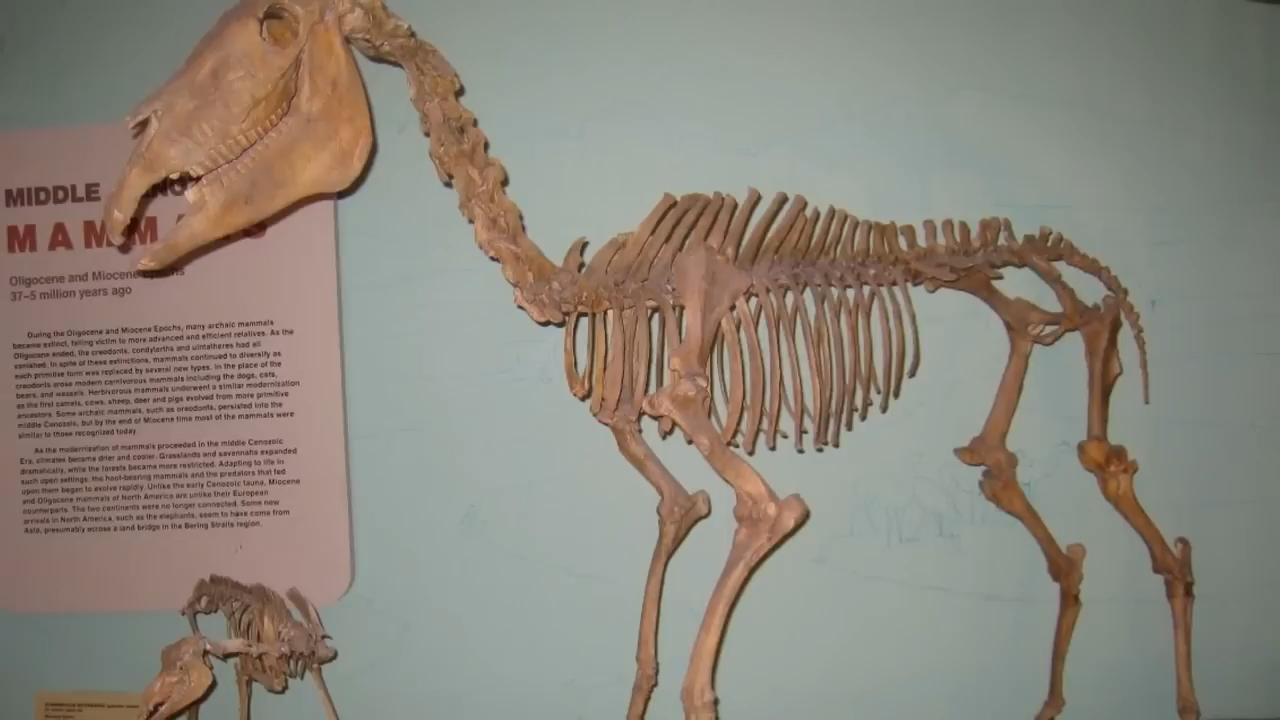 MIDDLE
MAMM
Oligocene and Miocene Epochs
37–5 million years ago
During the Oligocene and Miocene Epochs, many archaic mammals
became extinct, falling victim to more advanced and efficient relatives. As the
Oligocene ended, the creodonts, condylarths and uintatheres had all
vanished. In spite of these extinctions, mammals continued to diversify as
each primitive form was replaced by several new types. In the place of the
creodonts arose modern carnivorous mammals including the dogs, cats,
bears, and weasels. Herbivorous mammals underwent a similar modernization
as the first camels, cows, sheep, deer and pigs evolved from more primitive
ancestors. Some archaic mammals, such as oreodonts, persisted into the
middle Cenozoic, but by the end of Miocene time most of the mammals were
similar to those recognized today.
As the modernization of mammals proceeded in the middle Cenozoic
Era, climates became drier and cooler. Grasslands and savannahs expanded
dramatically, while the forests became more restricted. Adapting to life in
such open settings, the hoof-bearing mammals and the predators that fed
upon them began to evolve rapidly. Unlike the early Cenozoic fauna, Miocene
and Oligocene mammals of North America are unlike their European
counterparts. The two continents were no longer connected. Some new
arrivals in North America, such as the elephants, seem to have come from
Asia, presumably across a land bridge in the Bering Straits region.